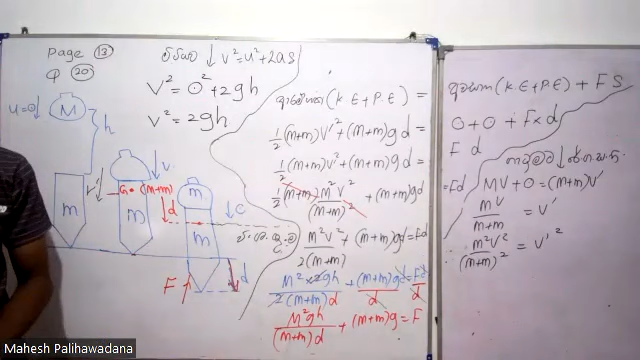 Page 13
Q 20
↓ V² = u² + 2as
V² = 0² + 2gh
V² = 2gh
u=0↓
M
h
m
V'
↓V
G• (M+m)
d
m
m
↓C
m
F↑
d
(K.E + P.E) =
½(M+m)V'² + (M+m)gd =
½(M+m)V'² + (M+m)gd =
½(M+m) M²V²/(M+m)² + (M+m)gd = Fd
M²V²/2(M+m) + (M+m)gd = Fd
M² × 2gh/2(M+m)d + (M+m)gd/d = Fd/d
M²gh/(M+m)d + (M+m)g = F
(K.E + P.E) + FS
0 + 0 + F×d
Fd
MV + 0 = (M+m)V'
MV/M+m = V'
M²V²/(M+m)² = V'²
Mahesh Palihawadana